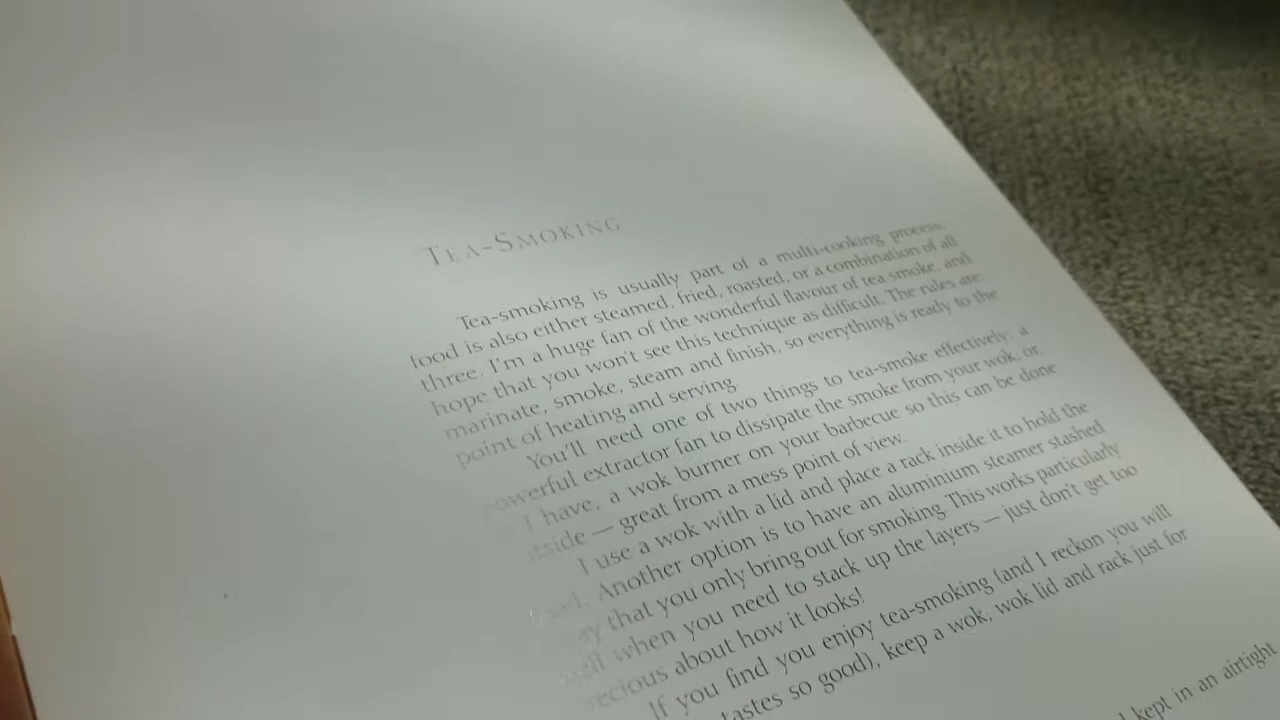 TEA-SMOKING
Tea-smoking is usually part of a multi-cooking process.
food is also either steamed, fried, roasted, or a combination of all
three. I'm a huge fan of the wonderful flavour of tea smoke, and
hope that you won't see this technique as difficult. The rules are:
marinate, smoke, steam and finish, so everything is ready to the
point of heating and serving.
You'll need one of two things to tea-smoke effectively: a
powerful extractor fan to dissipate the smoke from your wok, or,
I have, a wok burner on your barbecue so this can be done
— great from a mess point of view.
I use a wok with a lid and place a rack inside it to hold the
Another option is to have an aluminium steamer stashed
that you only bring out for smoking. This works particularly
when you need to stack up the layers — just don't get too
precious about how it looks!
If you find you enjoy tea-smoking (and I reckon you will
tastes so good), keep a wok, wok lid and rack just for
kept in an airtight